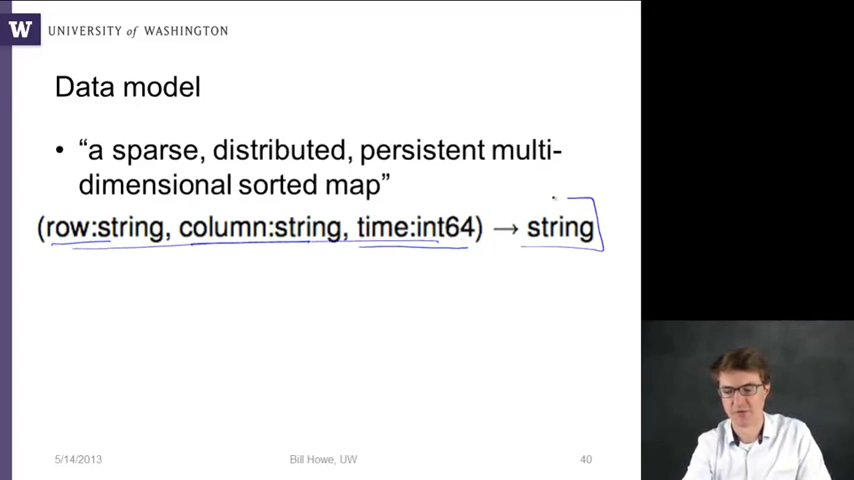 W UNIVERSITY of WASHINGTON
Data model
• “a sparse, distributed, persistent multi-
dimensional sorted map”
(row:string, column:string, time:int64) → string
5/14/2013 Bill Howe, UW 40